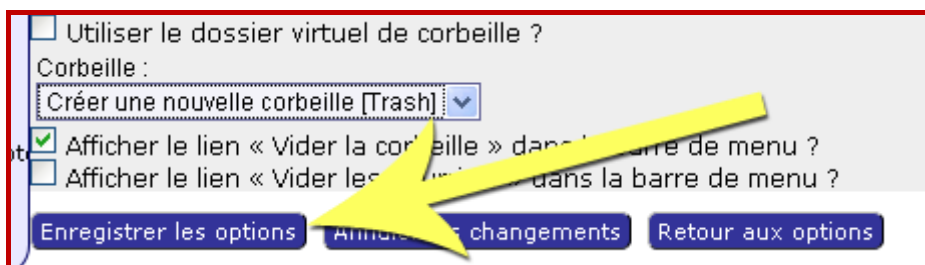 Utiliser le dossier virtuel de corbeille ?
Corbeille :
Créer une nouvelle corbeille [Trash]
Afficher le lien « Vider la corbeille » dans la barre de menu ?
Afficher le lien « Vider les » dans la barre de menu ?
Enregistrer les options changements Retour aux options